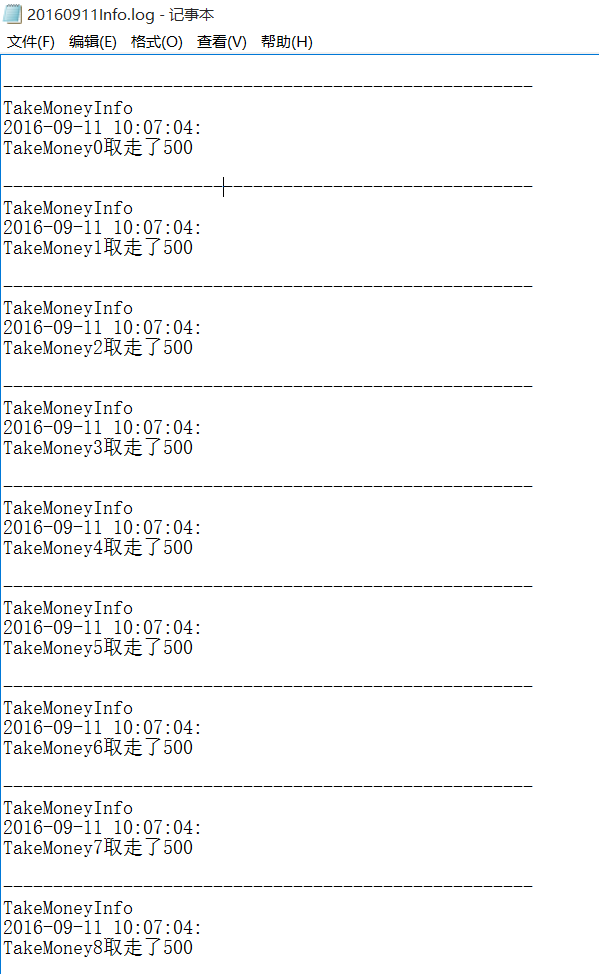 20160911Info.log - 记事本
文件(F) 编辑(E) 格式(O) 查看(V) 帮助(H)
-----------------------------------------------------
TakeMoneyInfo
2016-09-11 10:07:04:
TakeMoney0取走了500
-----------------------------------------------------
TakeMoneyInfo
2016-09-11 10:07:04:
TakeMoney1取走了500
-----------------------------------------------------
TakeMoneyInfo
2016-09-11 10:07:04:
TakeMoney2取走了500
-----------------------------------------------------
TakeMoneyInfo
2016-09-11 10:07:04:
TakeMoney3取走了500
-----------------------------------------------------
TakeMoneyInfo
2016-09-11 10:07:04:
TakeMoney4取走了500
-----------------------------------------------------
TakeMoneyInfo
2016-09-11 10:07:04:
TakeMoney5取走了500
-----------------------------------------------------
TakeMoneyInfo
2016-09-11 10:07:04:
TakeMoney6取走了500
-----------------------------------------------------
TakeMoneyInfo
2016-09-11 10:07:04:
TakeMoney7取走了500
-----------------------------------------------------
TakeMoneyInfo
2016-09-11 10:07:04:
TakeMoney8取走了500